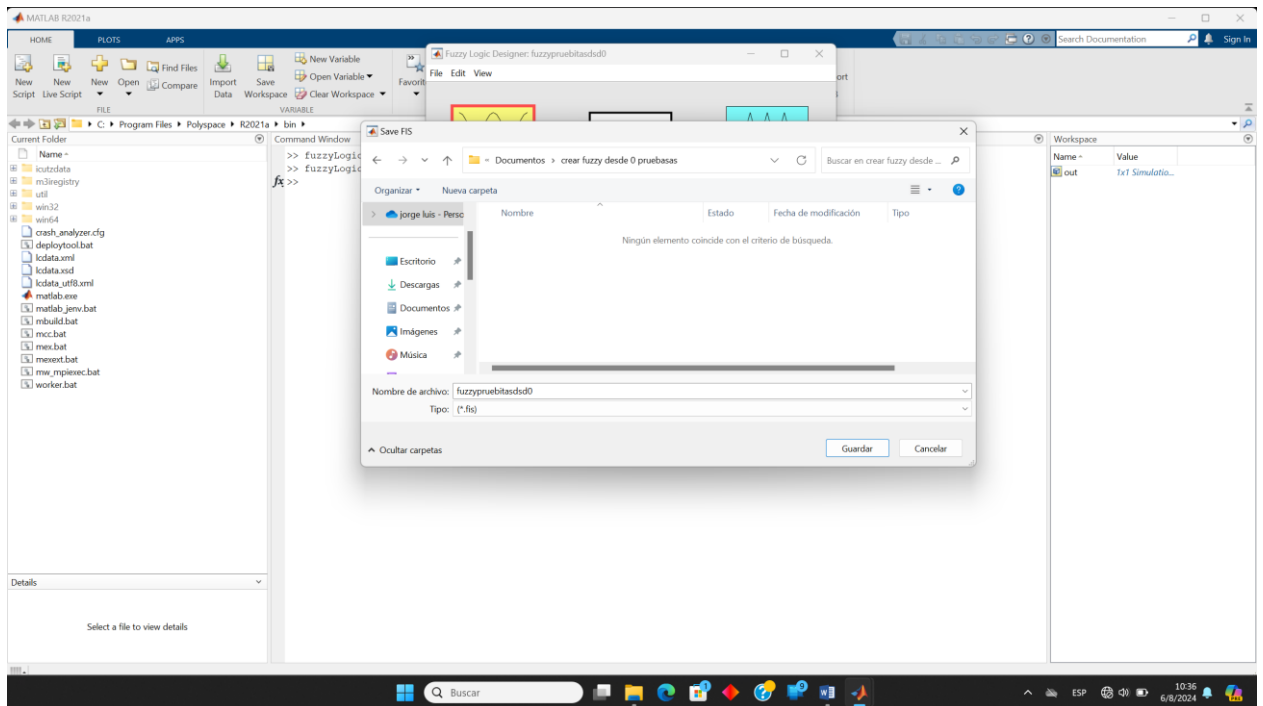 MATLAB R2021a
HOME PLOTS APPS
Search Documentation Sign In
New Script
New Live Script
New
Open
Find Files
Compare
Import Data
Save Workspace
New Variable
Open Variable
Clear Workspace
Favorit
FILE VARIABLE
Fuzzy Logic Designer: fuzzypruebitasdsd0
File Edit View
ort
C: Program Files Polyspace R2021a bin
Current Folder
Name
icutzdata
m3iregistry
util
win32
win64
crash_analyzer.cfg
deploytool.bat
lcdata.xml
lcdata.xsd
lcdata_utf8.xml
matlab.exe
matlab_jenv.bat
mbuild.bat
mcc.bat
mex.bat
mexext.bat
mw_mpiexec.bat
worker.bat
Details
Select a file to view details
Command Window
>> fuzzyLogic
>> fuzzyLogic
fx >>
Save FIS
« Documentos > crear fuzzy desde 0 pruebasas
Buscar en crear fuzzy desde ...
Organizar Nueva carpeta
jorge luis - Perso
Escritorio
Descargas
Documentos
Imágenes
Música
Nombre Estado Fecha de modificación Tipo
Ningún elemento coincide con el criterio de búsqueda.
Nombre de archivo: fuzzypruebitasdsd0
Tipo: (*.fis)
Ocultar carpetas Guardar Cancelar
Workspace
Name Value
out 1x1 Simulatio...
Buscar
ESP
10:36
6/8/2024